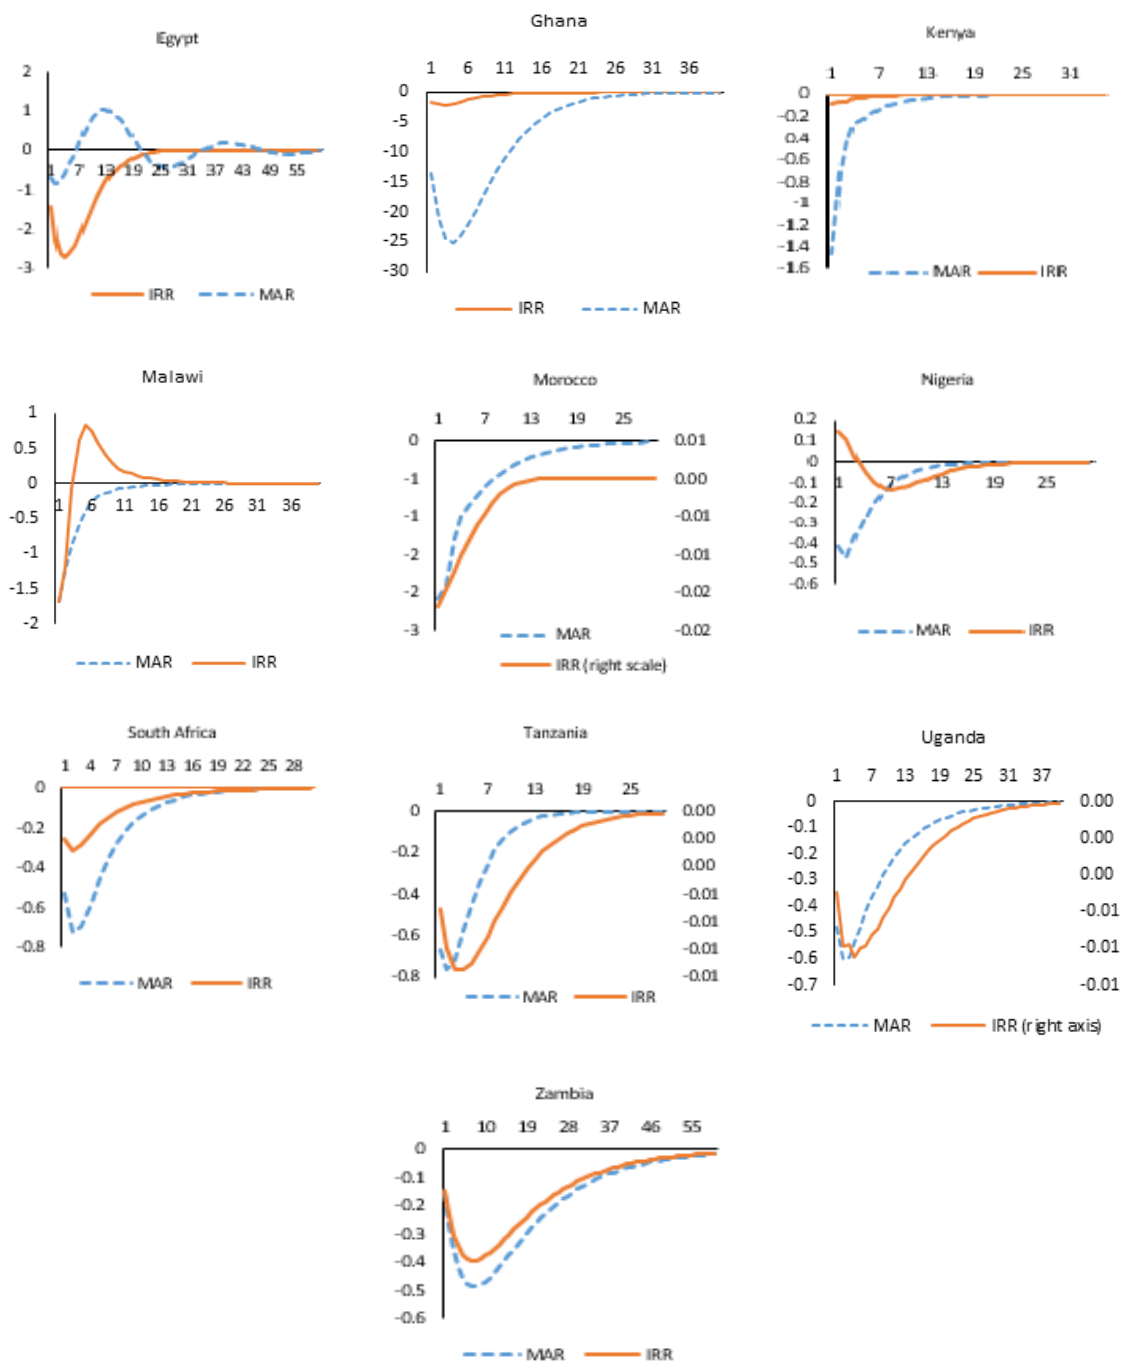 Egypt
2
1
0
1 7 13 19 25 31 37 43 49 55
-1
-2
-3
IRR MAR
Ghana
1 6 11 16 21 26 31 36
0
-5
-10
-15
-20
-25
-30
IRR MAR
Kenya
1 7 13 19 25 31
0
-0.2
-0.4
-0.6
-0.8
-1
-1.2
-1.4
-1.6
MAR IRR
Malawi
1
0.5
0
1 6 11 16 21 26 31 36
-0.5
-1
-1.5
-2
MAR IRR
Morocco
1 7 13 19 25
0 0.01
-1 0.00
-1 -0.01
-2 -0.01
-2 -0.02
-3 -0.02
MAR
IRR (right scale)
Nigeria
0.2
0.1
0
1 7 13 19 25
-0.1
-0.2
-0.3
-0.4
-0.5
-0.6
MAR IRR
South Africa
1 4 7 10 13 16 19 22 25 28
0
-0.2
-0.4
-0.6
-0.8
MAR IRR
Tanzania
1 7 13 19 25
0 0.00
0.00
-0.2 0.00
-0.4 -0.01
-0.01
-0.6 -0.01
-0.8 -0.01
MAR IRR
Uganda
1 7 13 19 25 31 37
0 0.00
-0.1 0.00
-0.2 0.00
-0.3
-0.4 -0.01
-0.5 -0.01
-0.6
-0.7 -0.01
MAR IRR (right axis)
Zambia
1 10 19 28 37 46 55
0
-0.1
-0.2
-0.3
-0.4
-0.5
-0.6
MAR IRR